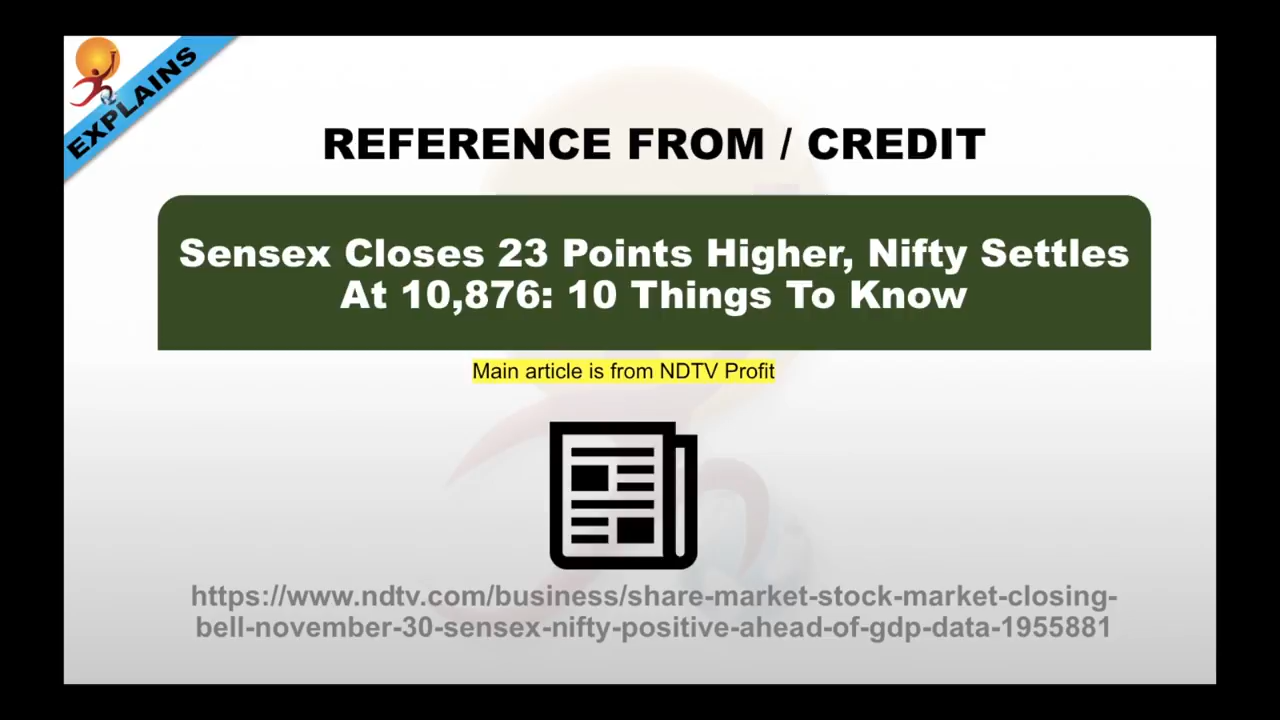 EXPLAINS
REFERENCE FROM / CREDIT
Sensex Closes 23 Points Higher, Nifty Settles
At 10,876: 10 Things To Know
Main article is from NDTV Profit
https://www.ndtv.com/business/share-market-stock-market-closing-
bell-november-30-sensex-nifty-positive-ahead-of-gdp-data-1955881